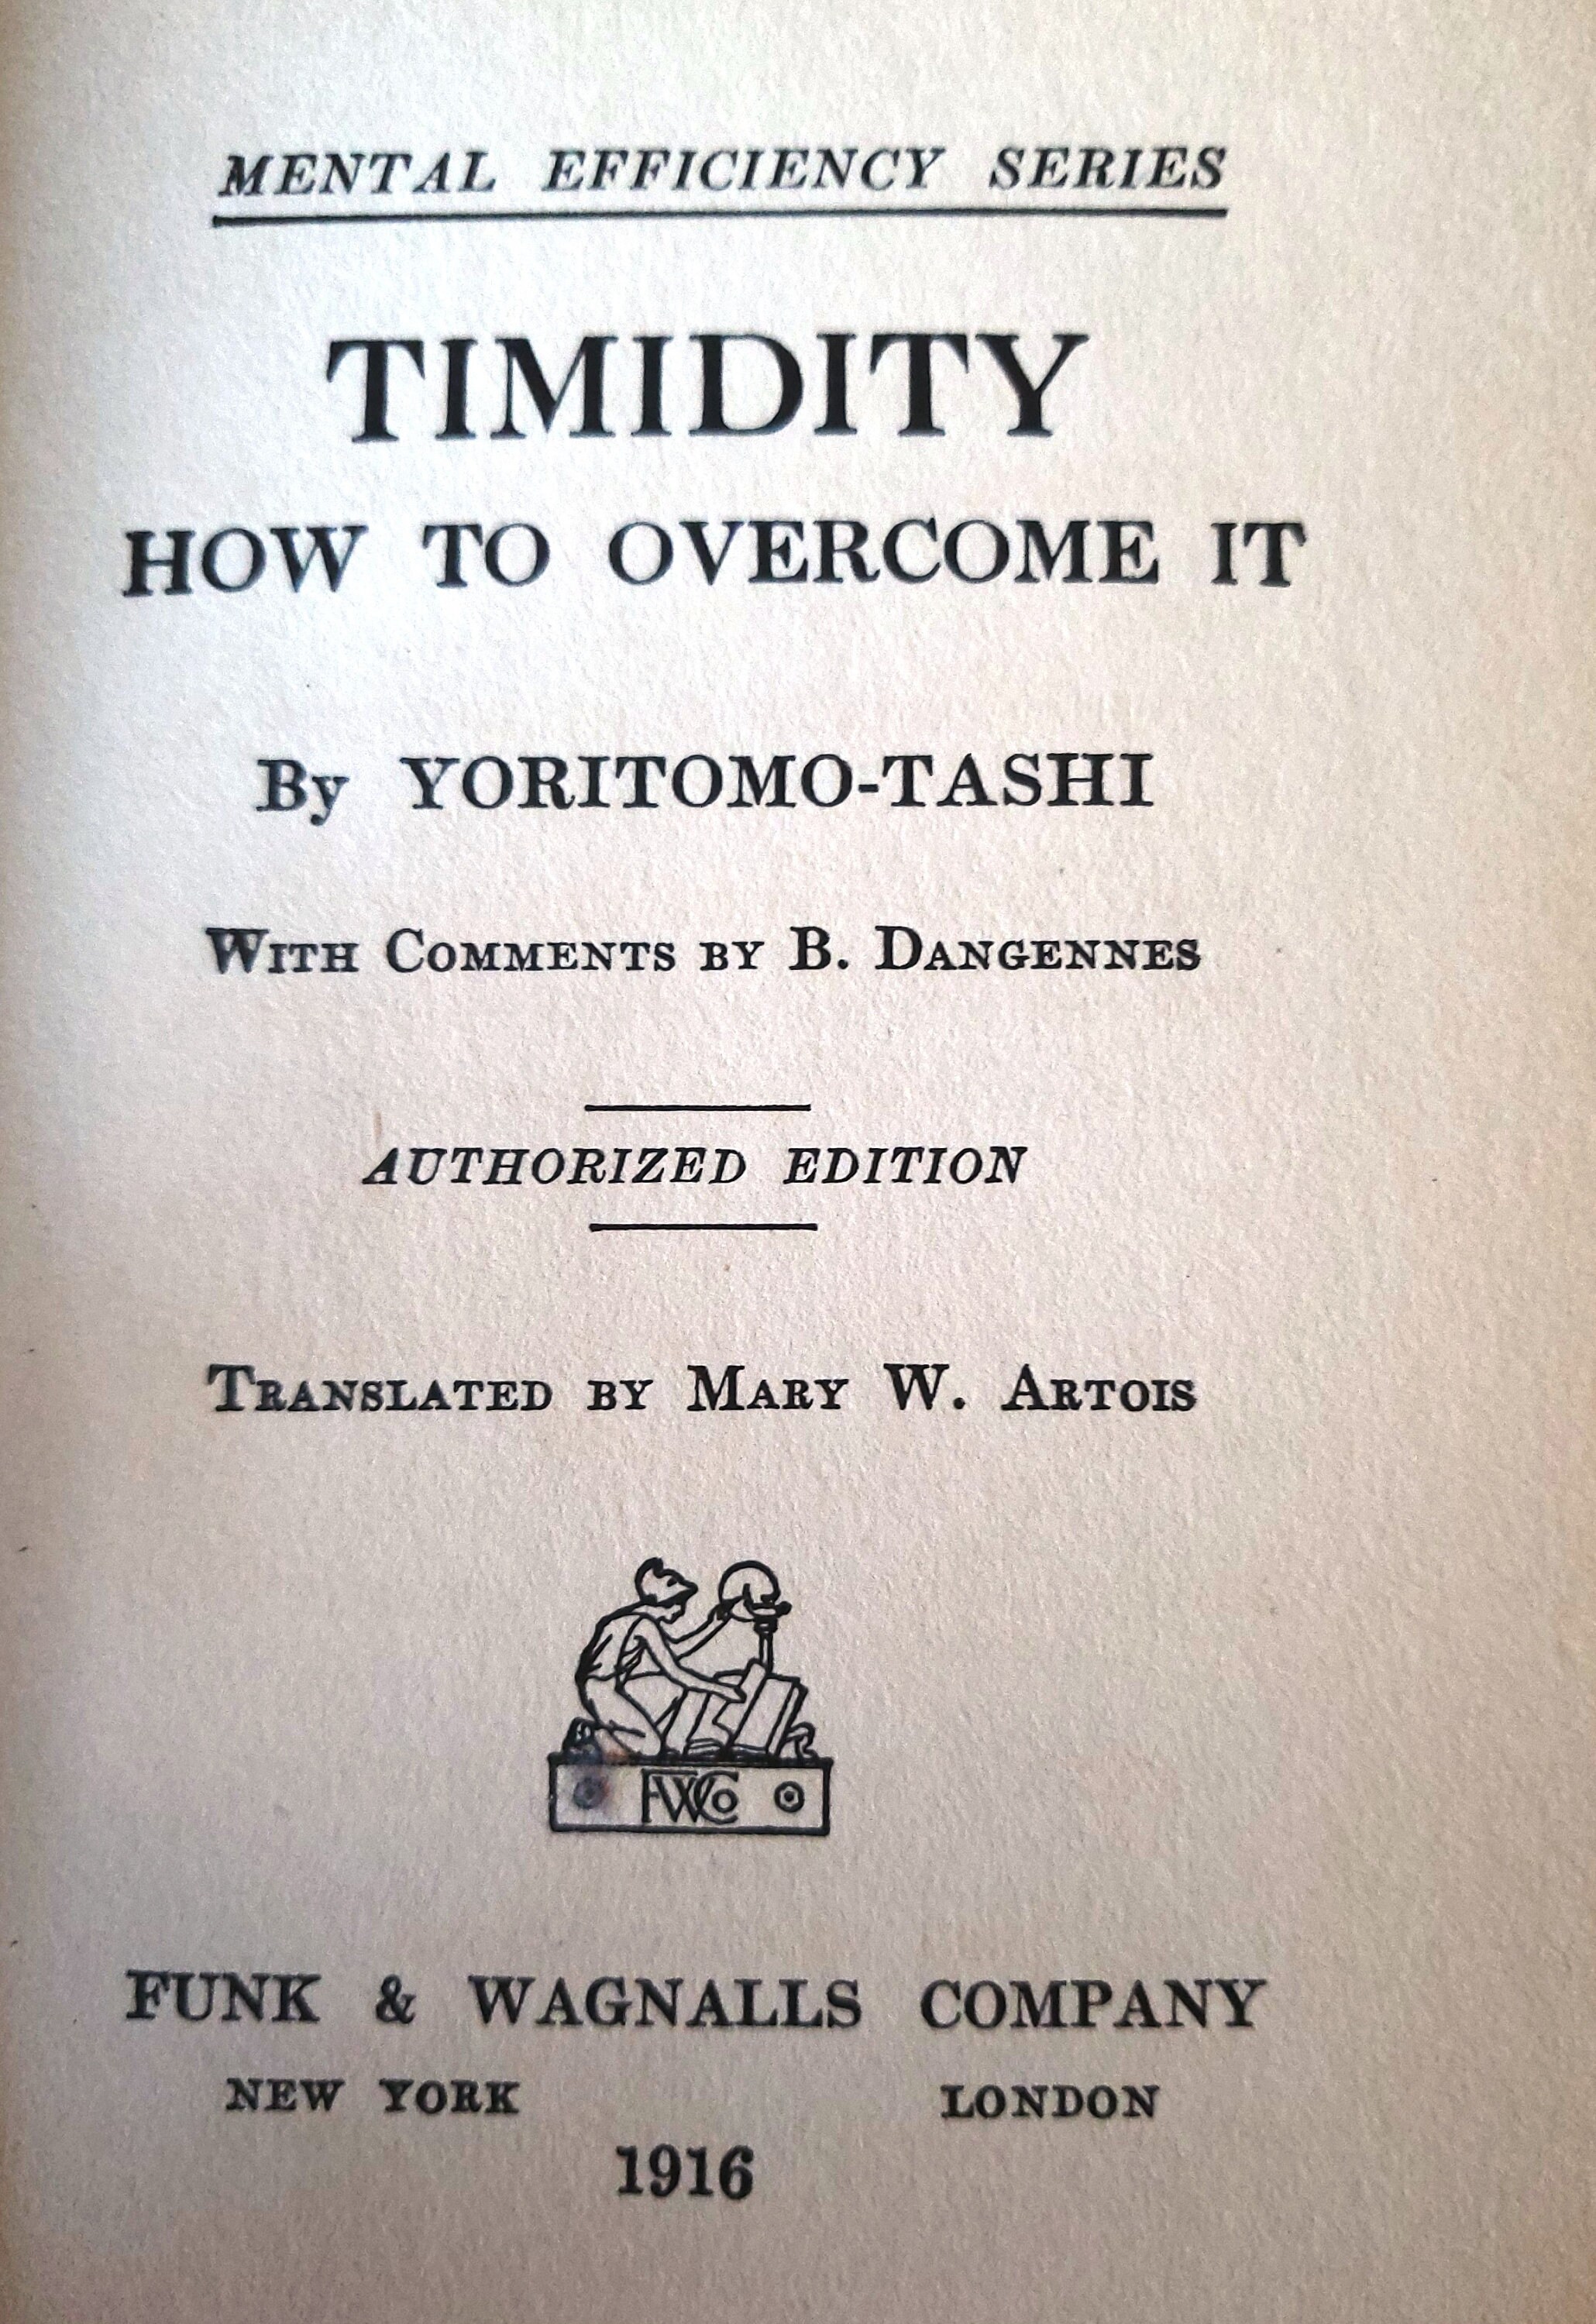 MENTAL EFFICIENCY SERIES
TIMIDITY
HOW TO OVERCOME IT
By YORITOMO-TASHI
WITH COMMENTS BY B. DANGENNES
AUTHORIZED EDITION
TRANSLATED BY MARY W. ARTOIS
FWCo
FUNK & WAGNALLS COMPANY
NEW YORK LONDON
1916